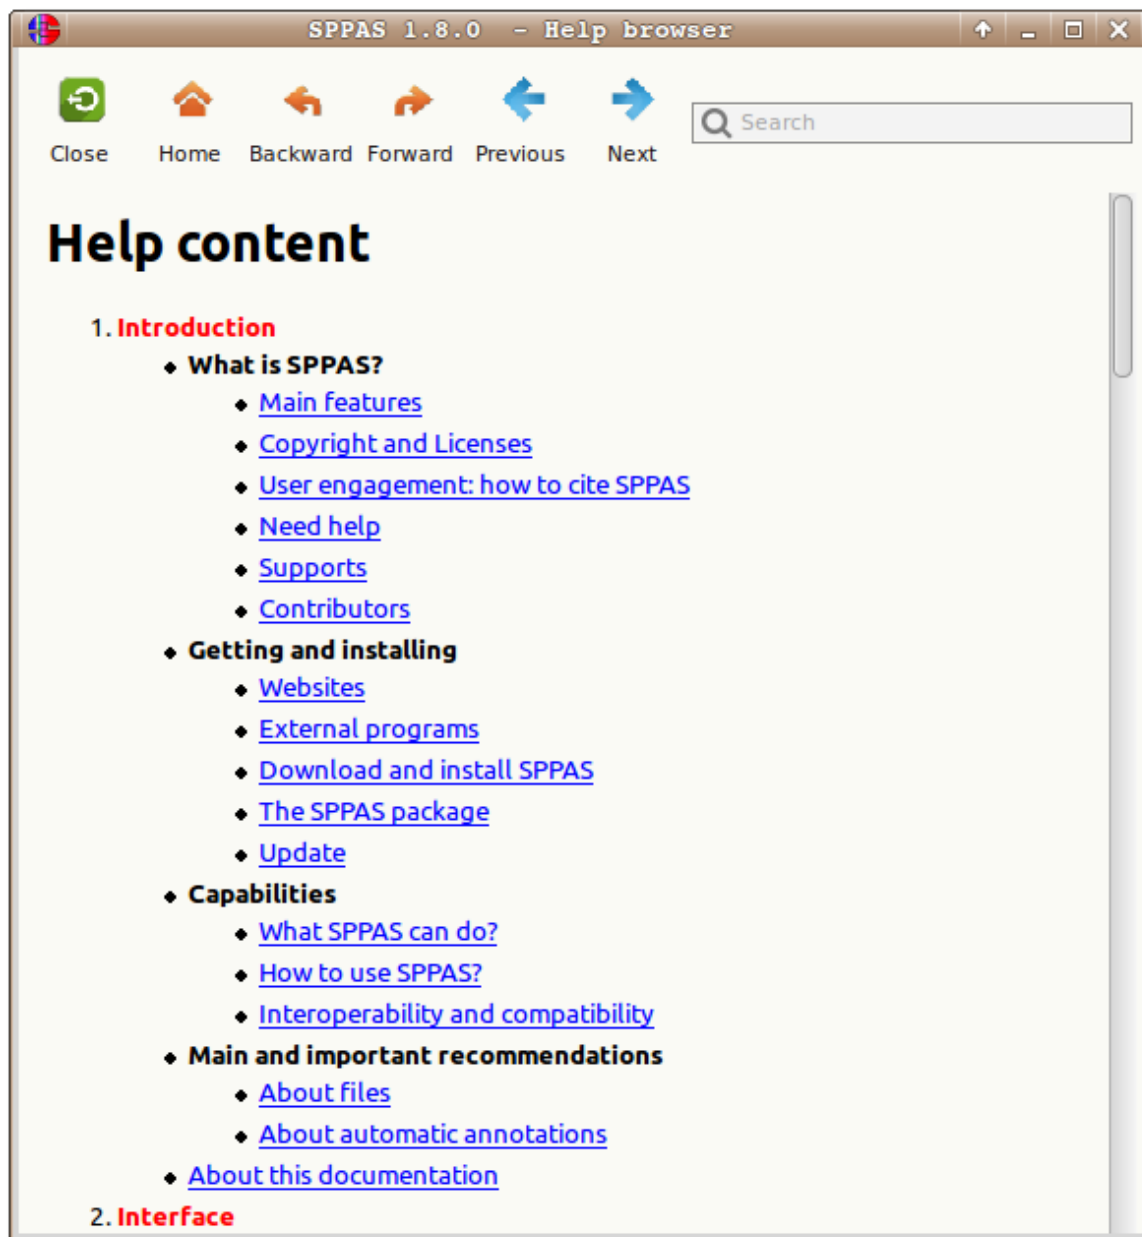 SPPAS 1.8.0 - Help browser
Close Home Backward Forward Previous Next Search
Help content
1. Introduction
What is SPPAS?
Main features
Copyright and Licenses
User engagement: how to cite SPPAS
Need help
Supports
Contributors
Getting and installing
Websites
External programs
Download and install SPPAS
The SPPAS package
Update
Capabilities
What SPPAS can do?
How to use SPPAS?
Interoperability and compatibility
Main and important recommendations
About files
About automatic annotations
About this documentation
2. Interface